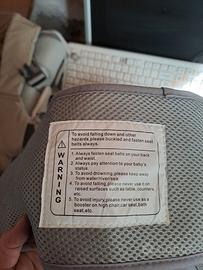 To avoid falling down and other
hazards,please buckled and fasten seat
belts always.
WARNING
1. Always fasten seat belts on your back
and waist.
2. Always pay attention to your baby's
status.
3. To avoid drowning,please keep away
from water/river/sea
4. To avoid falling,please never use it on
raised surfaces such as table, counters
etc.
5. To avoid injury,please never use as a
booster on high chair,car seat,bath
seat,etc.